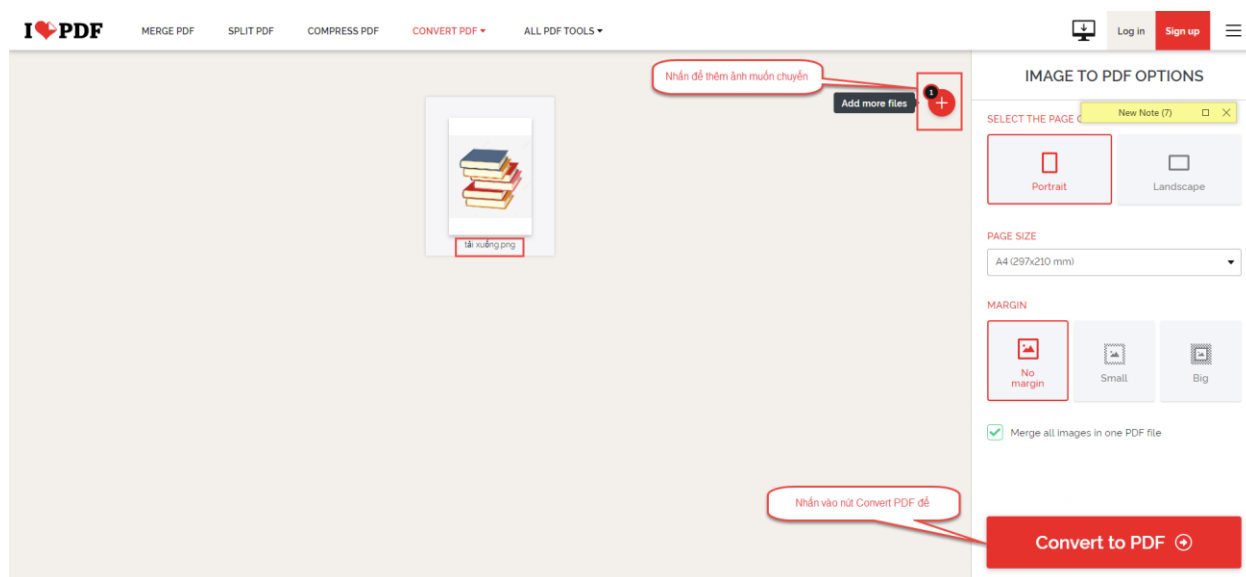 I PDF
MERGE PDF
SPLIT PDF
COMPRESS PDF
CONVERT PDF
ALL PDF TOOLS
Log in
Sign up
Nhấn để thêm ảnh muốn chuyển
Add more files
1
+
tải xuống.png
IMAGE TO PDF OPTIONS
New Note (7)
SELECT THE PAGE
Portrait
Landscape
PAGE SIZE
A4 (297x210 mm)
MARGIN
No
margin
Small
Big
Merge all images in one PDF file
Nhấn vào nút Convert PDF để
Convert to PDF